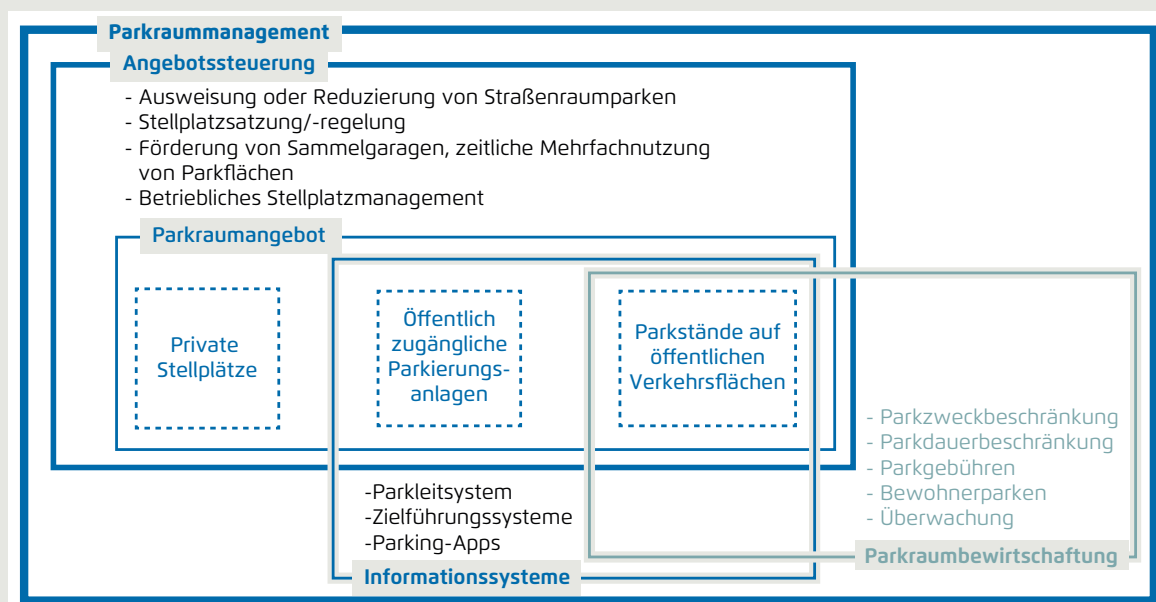 Parkraummanagement
Angebotssteuerung
- Ausweisung oder Reduzierung von Straßenraumparken
- Stellplatzsatzung/-regelung
- Förderung von Sammelgaragen, zeitliche Mehrfachnutzung
von Parkflächen
- Betriebliches Stellplatzmanagement
Parkraumangebot
Private
Stellplätze
Öffentlich
zugängliche
Parkierungs-
anlagen
Parkstände auf
öffentlichen
Verkehrsflächen
- Parkzweckbeschränkung
- Parkdauerbeschränkung
- Parkgebühren
- Bewohnerparken
- Überwachung
Parkraumbewirtschaftung
-Parkleitsystem
-Zielführungssysteme
-Parking-Apps
Informationssysteme